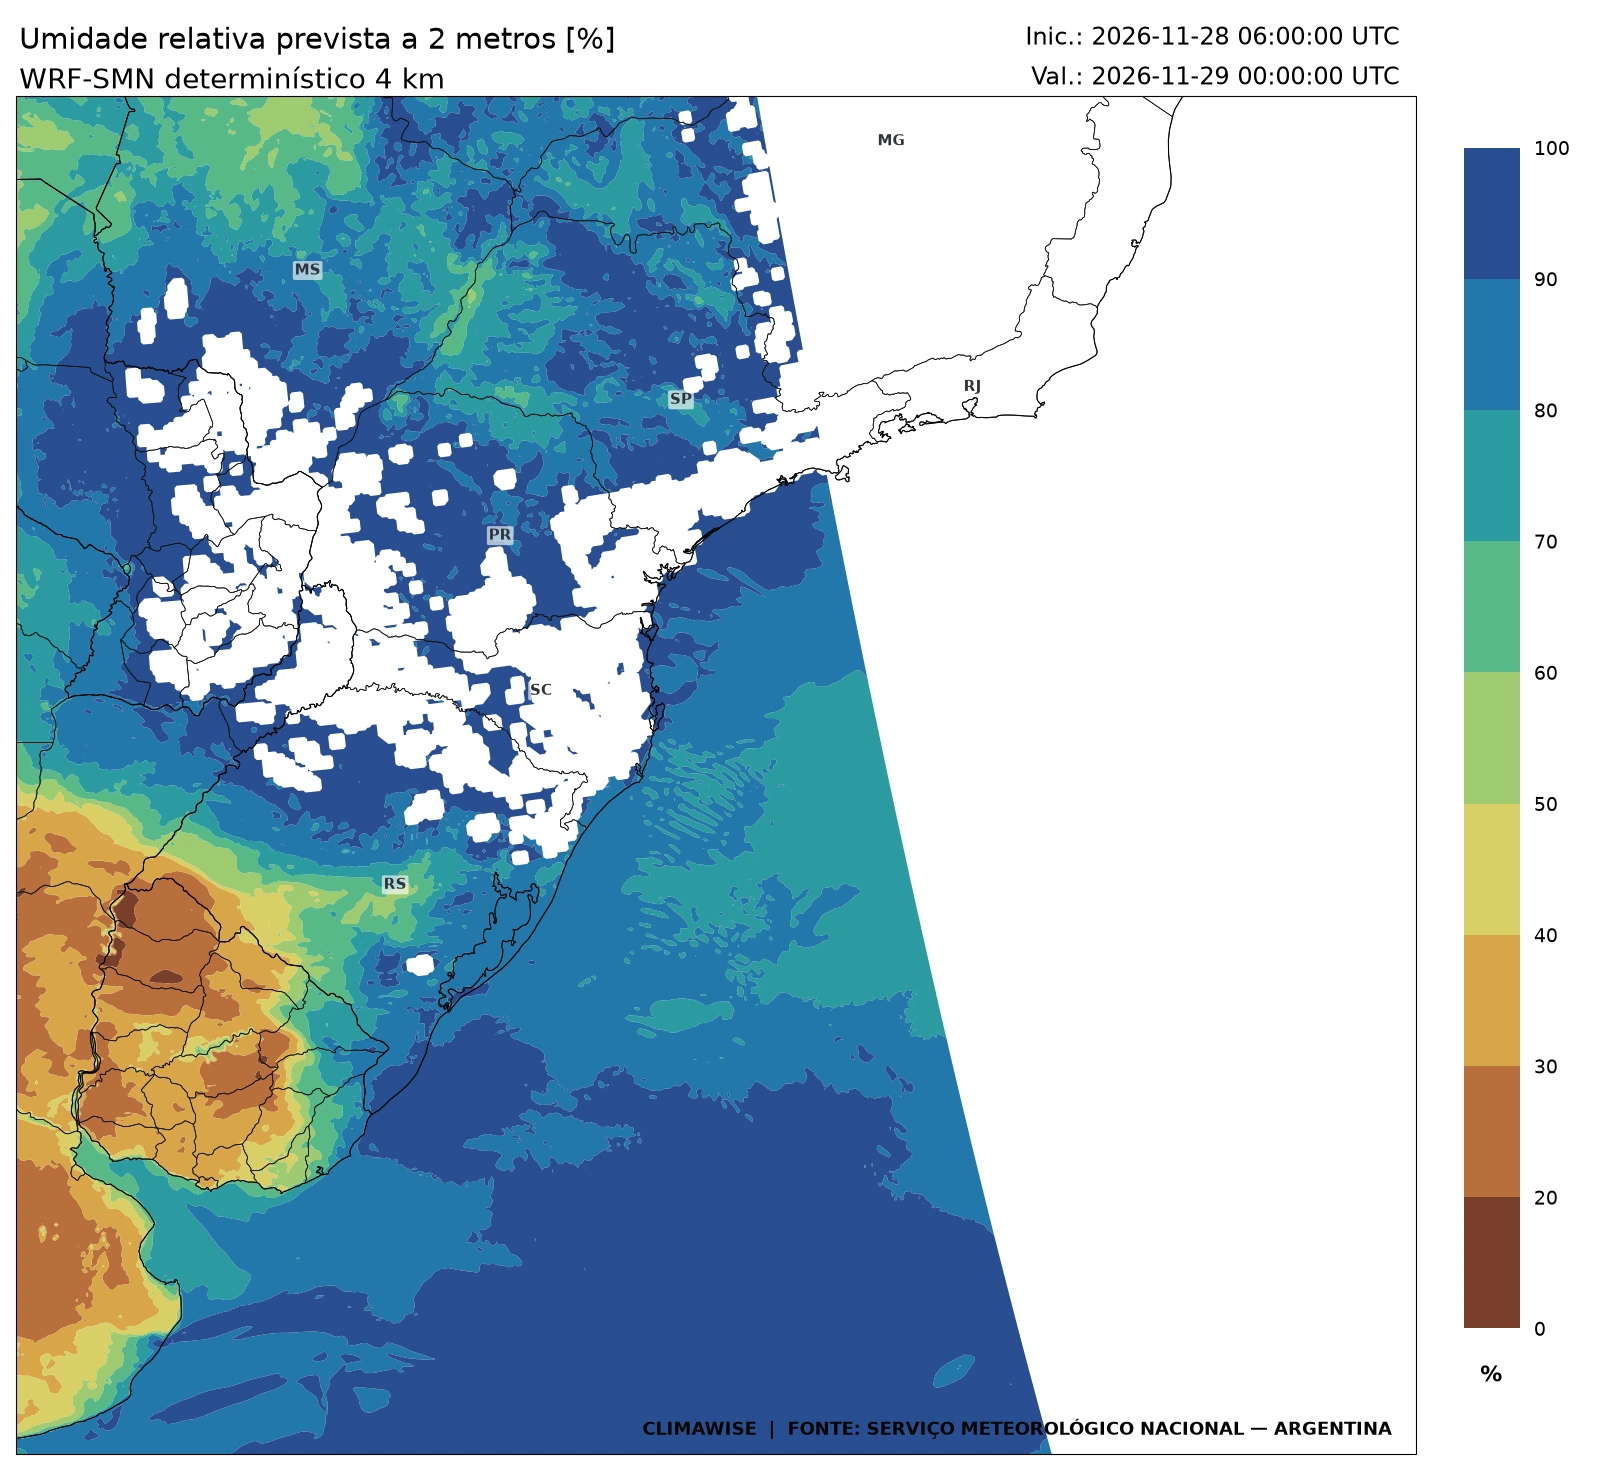 Umidade relativa prevista a 2 metros [%]
WRF-SMN determinístico 4 km
Inic.: 2026-11-28 06:00:00 UTC
Val.: 2026-11-29 00:00:00 UTC
MG
MS
RJ
SP
PR
SC
RS
100
90
80
70
60
50
40
30
20
0
%
CLIMAWISE | FONTE: SERVIÇO METEOROLÓGICO NACIONAL — ARGENTINA